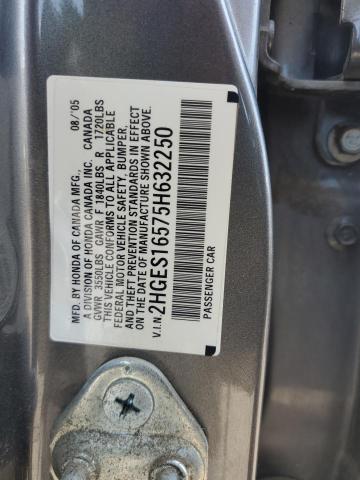 MFD. BY HONDA OF CANADA MFG., 08/'05
A DIVISION OF HONDA CANADA INC. CANADA
GVWR 3550LBS GAWR F 1840LBS R 1720LBS
THIS VEHICLE CONFORMS TO ALL APPLICABLE
FEDERAL MOTOR VEHICLE SAFETY, BUMPER,
AND THEFT PREVENTION STANDARDS IN EFFECT
ON THE DATE OF MANUFACTURE SHOWN ABOVE.
V.I.N. 2HGES16575H632250
PASSENGER CAR